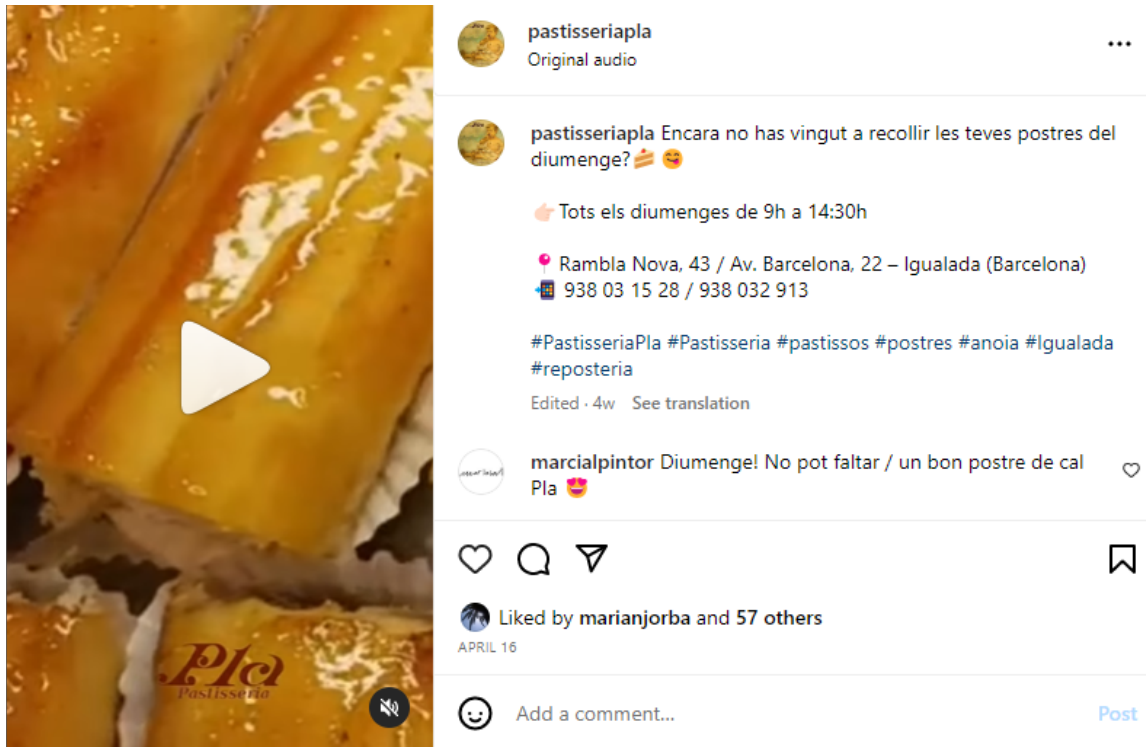 pastisseriapla
Original audio
pastisseriapla Encara no has vingut a recollir les teves postres del
diumenge?🍰 😋
👉🏻 Tots els diumenges de 9h a 14:30h
📍 Rambla Nova, 43 / Av. Barcelona, 22 – Igualada (Barcelona)
📲 938 03 15 28 / 938 032 913
#PastisseriaPla #Pastisseria #pastissos #postres #anoia #Igualada
#reposteria
Edited · 4w See translation
marcialpintor Diumenge! No pot faltar / un bon postre de cal
Pla 😍
Liked by marianjorba and 57 others
APRIL 16
Add a comment... Post
Pla
Pastisseria